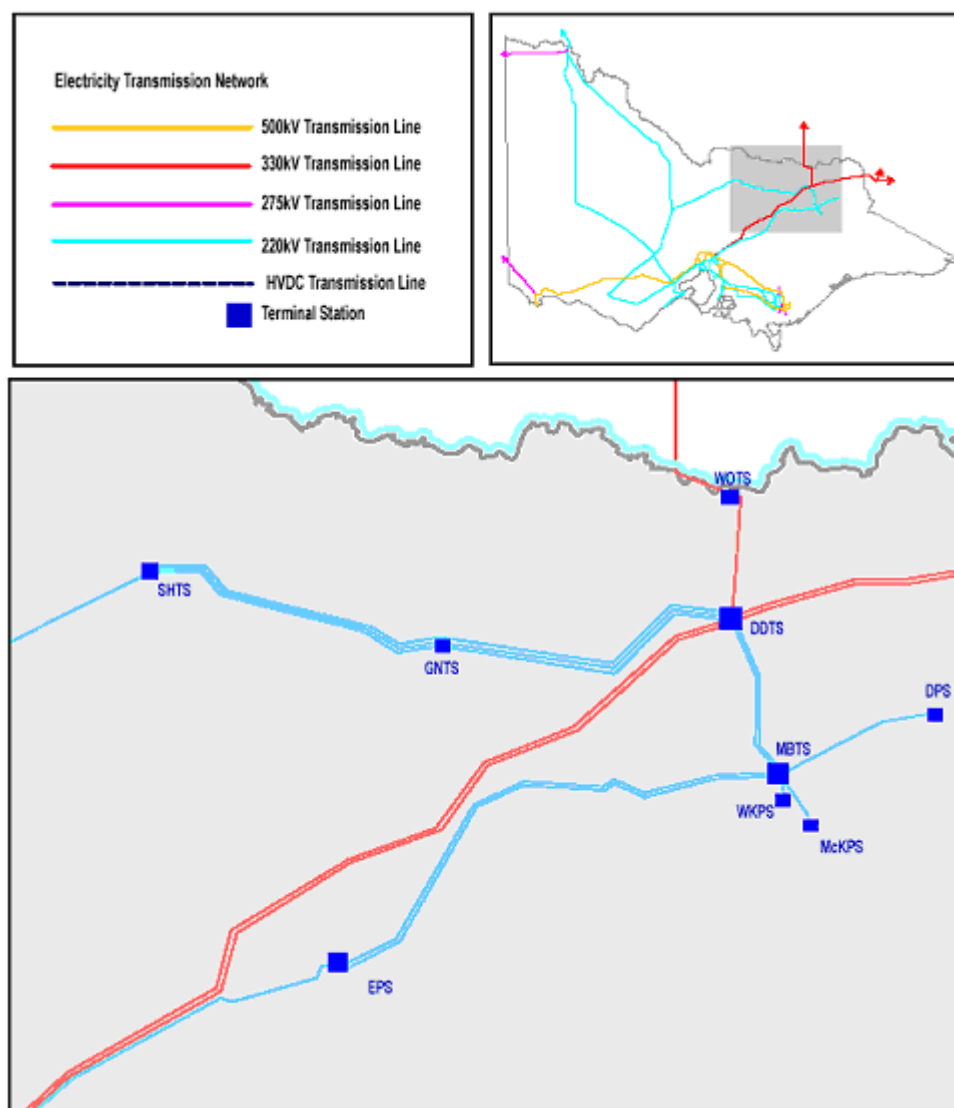 Electricity Transmission Network
500kV Transmission Line
330kV Transmission Line
275kV Transmission Line
220kV Transmission Line
HVDC Transmission Line
Terminal Station
WOTS
SHTS
DDTS
GNTS
DPS
MBTS
WKPS
McKPS
EPS